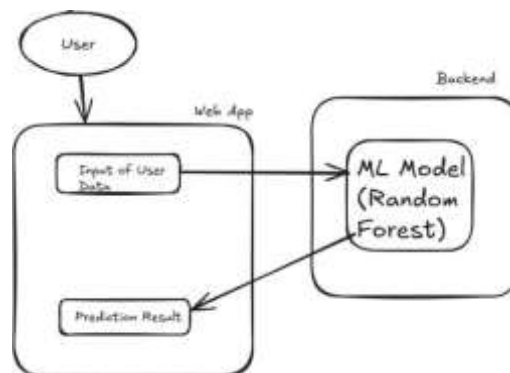 User
Backend
Web App
Input of User
Data
ML Model
(Random
Forest)
Prediction Result